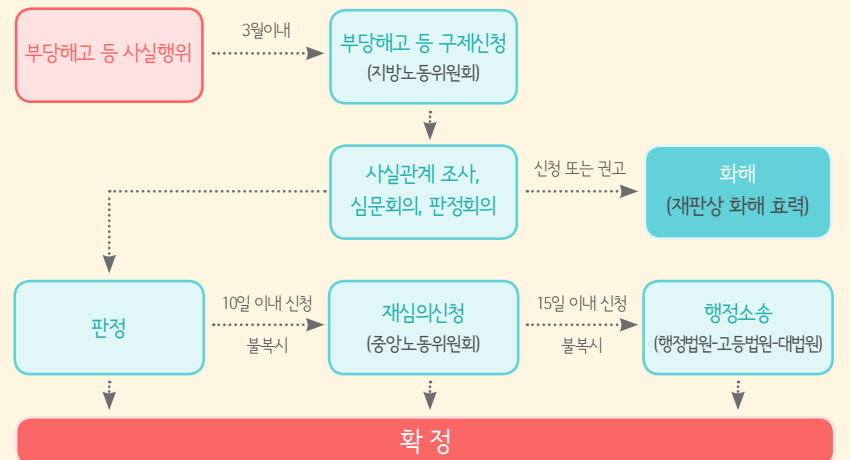 부당해고 등 사실행위
3월이내
부당해고 등 구제신청
(지방노동위원회)
사실관계 조사,
심문회의, 판정회의
신청 또는 권고
화해
(재판상 화해 효력)
판정
10일 이내 신청
불복시
재심의신청
(중앙노동위원회)
15일 이내 신청
불복시
행정소송
(행정법원-고등법원-대법원)
확 정